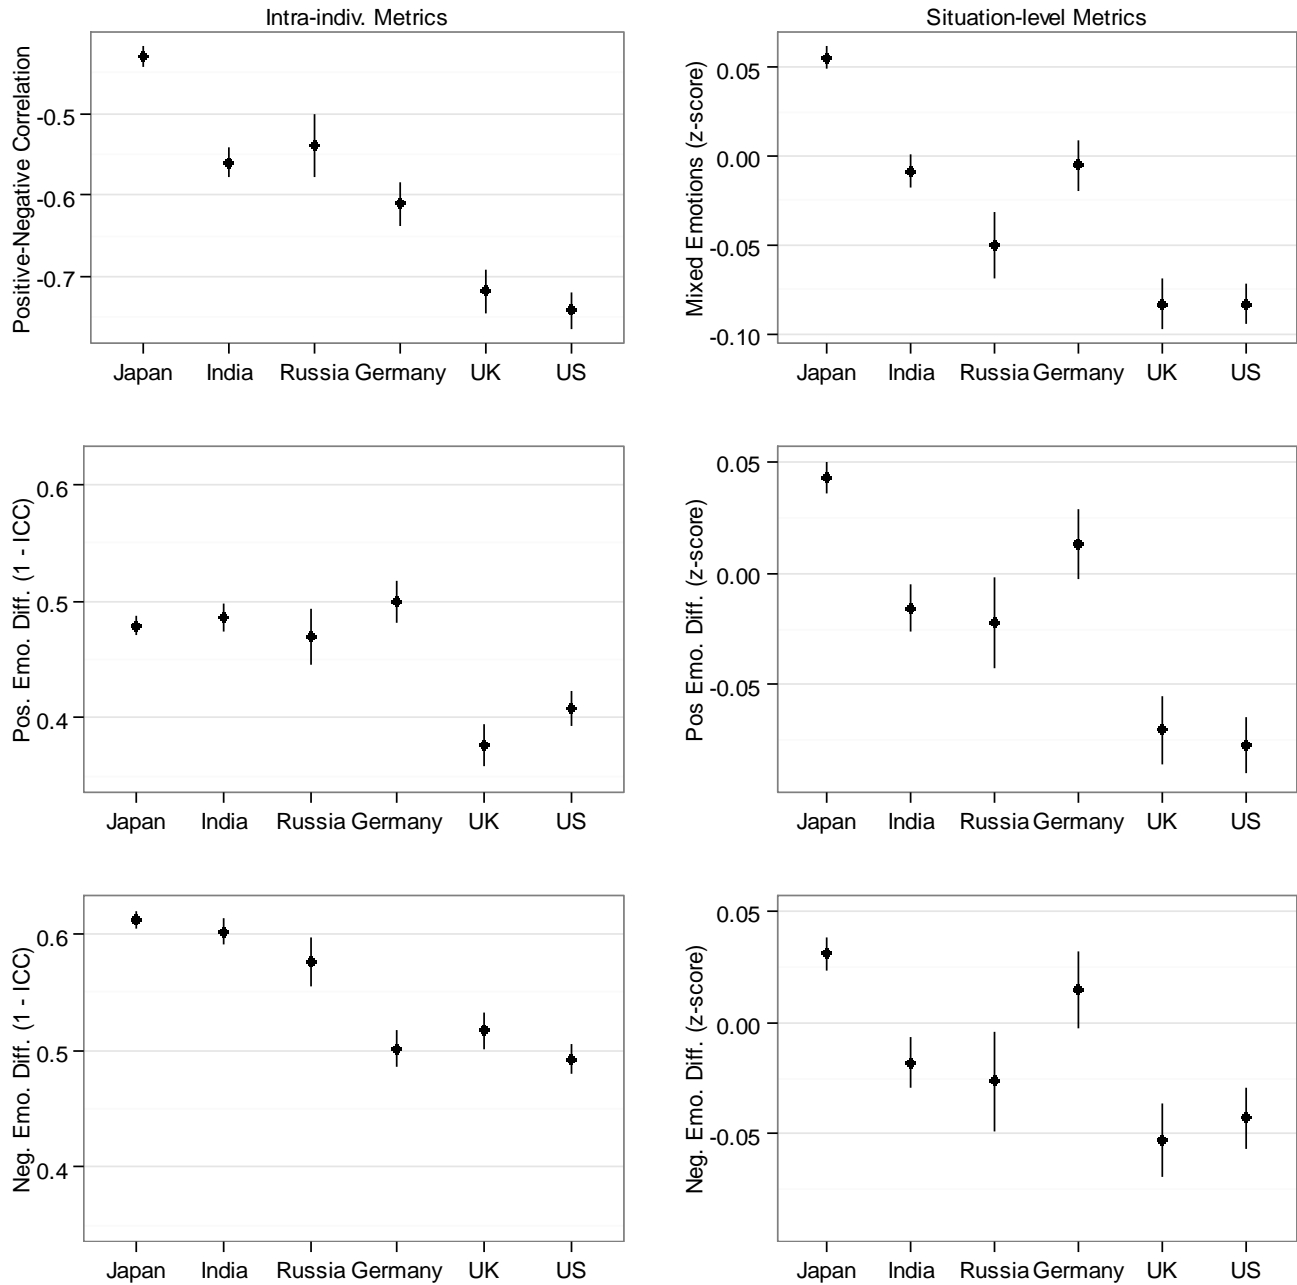 Intra-indiv. Metrics
Positive-Negative Correlation
-0.5
-0.6
-0.7
Japan India Russia Germany UK US
Situation-level Metrics
Mixed Emotions (z-score)
0.05
0.00
-0.05
-0.10
Japan India Russia Germany UK US
Pos. Emo. Diff. (1 - ICC)
0.6
0.5
0.4
Japan India Russia Germany UK US
Pos Emo. Diff. (z-score)
0.05
0.00
-0.05
Japan India Russia Germany UK US
Neg. Emo. Diff. (1 - ICC)
0.6
0.5
0.4
Japan India Russia Germany UK US
Neg. Emo. Diff. (z-score)
0.05
0.00
-0.05
Japan India Russia Germany UK US